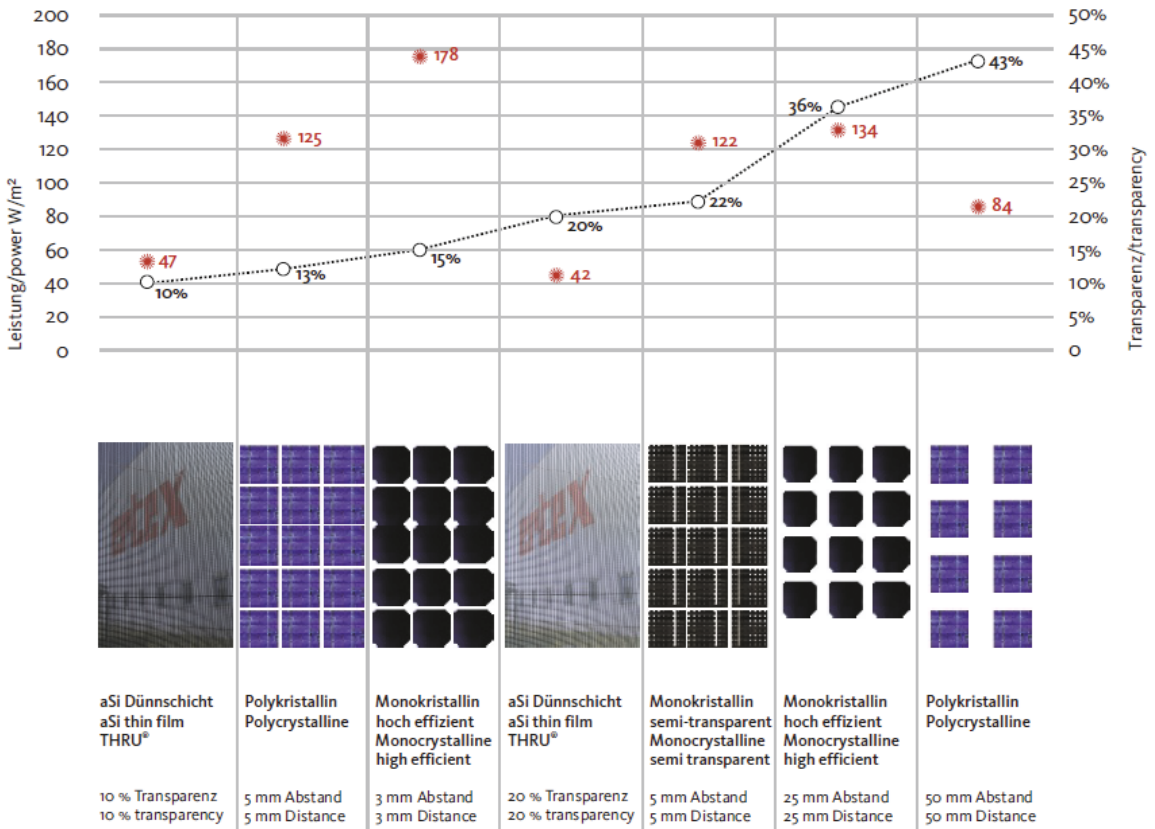 200
180
160
140
120
100
80
60
40
20
0
Leistung/power W/m²
50%
45%
40%
35%
30%
25%
20%
15%
10%
5%
0
Transparenz/transparency
47
10%
125
13%
178
15%
20%
42
122
22%
36%
134
43%
84
aSi Dünnschicht
aSi thin film
THRU®
10 % Transparenz
10 % transparency
Polykristallin
Polycrystalline
5 mm Abstand
5 mm Distance
Monokristallin
hoch effizient
Monocrystalline
high efficient
3 mm Abstand
3 mm Distance
aSi Dünnschicht
aSi thin film
THRU®
20 % Transparenz
20 % transparency
Monokristallin
semi-transparent
Monocrystalline
semi transparent
5 mm Abstand
5 mm Distance
Monokristallin
hoch effizient
Monocrystalline
high efficient
25 mm Abstand
25 mm Distance
Polykristallin
Polycrystalline
50 mm Abstand
50 mm Distance